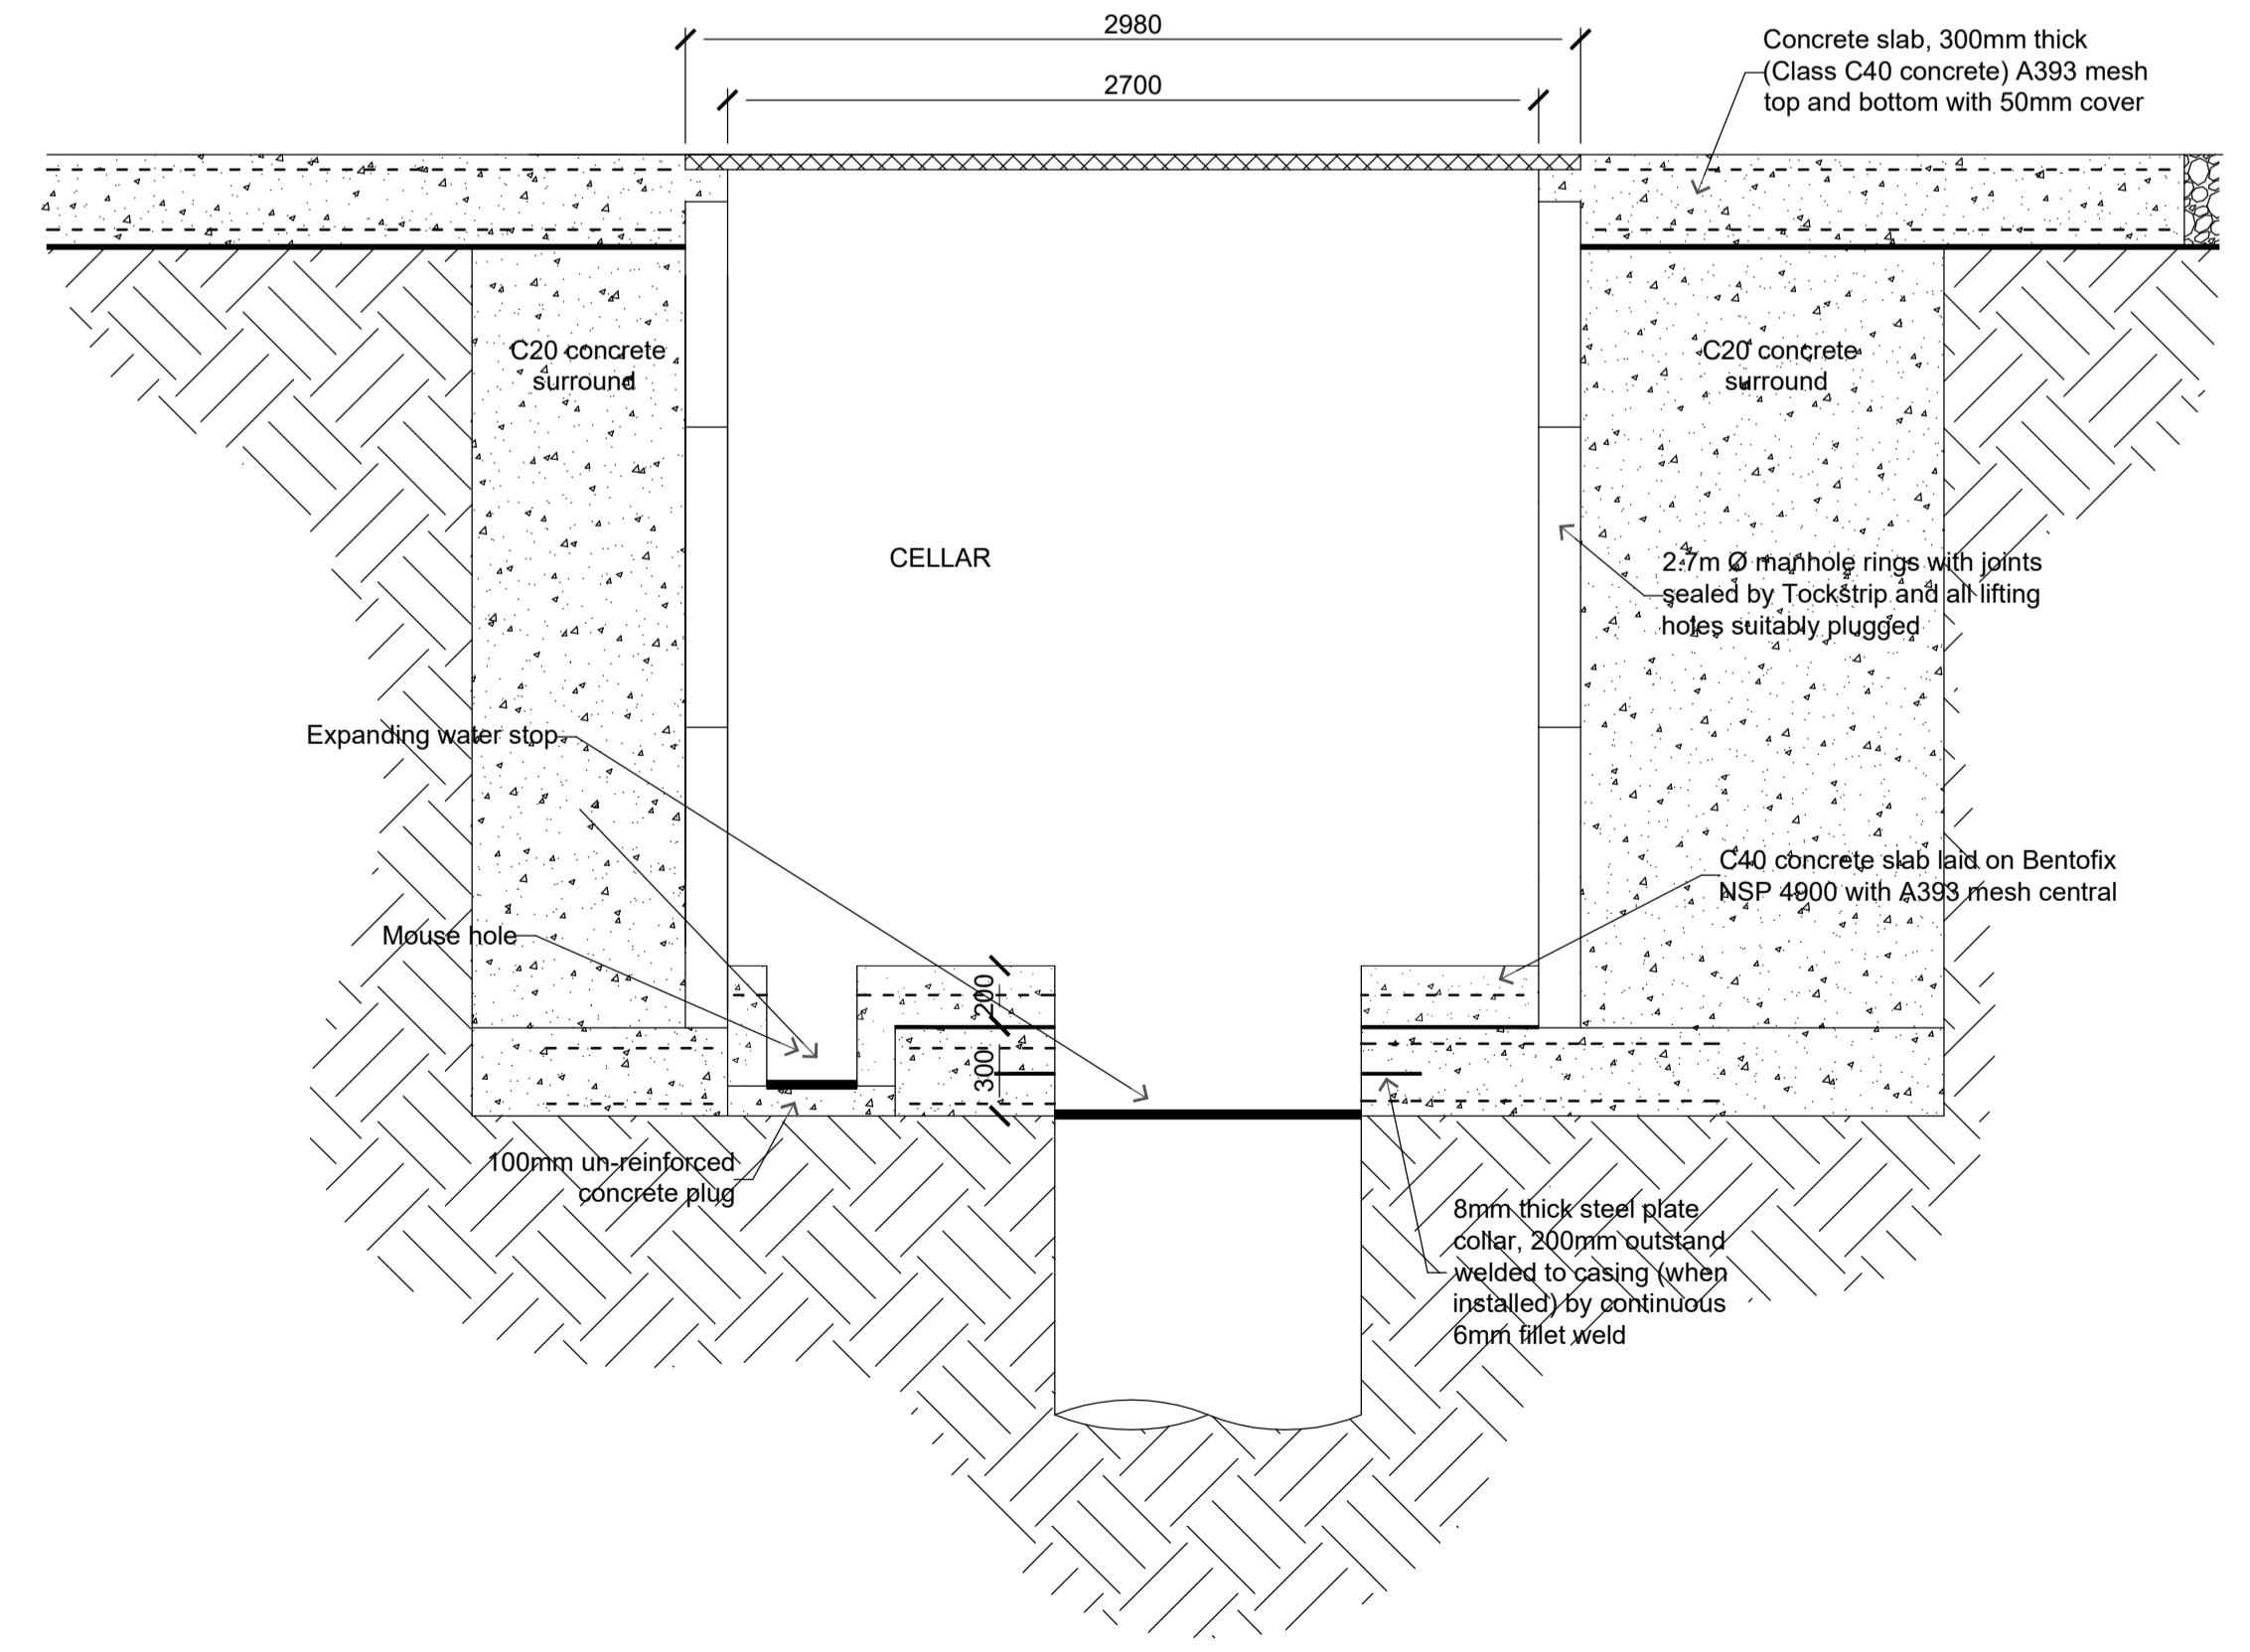 2980
2700
Concrete slab, 300mm thick
(Class C40 concrete) A393 mesh
top and bottom with 50mm cover
C20 concrete
surround
C20 concrete
surround
CELLAR
2.7m Ø manhole rings with joints
sealed by Tockstrip and all lifting
holes suitably plugged
Expanding water stop
C40 concrete slab laid on Bentofix
NSP 4900 with A393 mesh central
Mouse hole
200
300
100mm un-reinforced
concrete plug
8mm thick steel plate
collar, 200mm outstand
welded to casing (when
installed) by continuous
6mm fillet weld